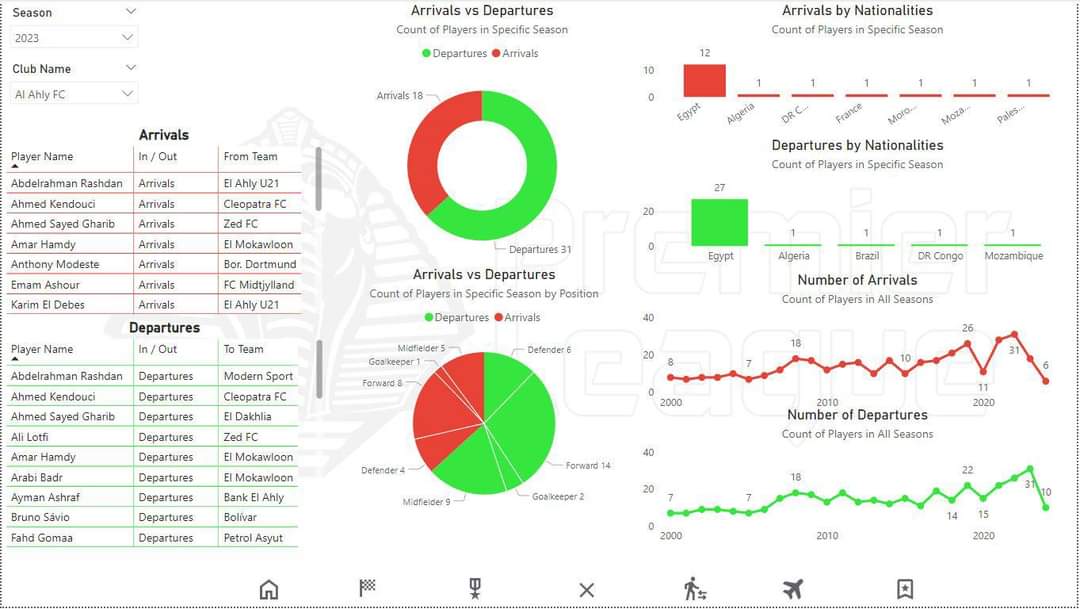 Season
2023
Club Name
Al Ahly FC
Arrivals
Player Name In / Out From Team
Abdelrahman Rashdan Arrivals El Ahly U21
Ahmed Kendouci Arrivals Cleopatra FC
Ahmed Sayed Gharib Arrivals Zed FC
Amar Hamdy Arrivals El Mokawloon
Anthony Modeste Arrivals Bor. Dortmund
Emam Ashour Arrivals FC Midtjylland
Karim El Debes Arrivals El Ahly U21
Departures
Player Name In / Out To Team
Abdelrahman Rashdan Departures Modern Sport
Ahmed Kendouci Departures Cleopatra FC
Ahmed Sayed Gharib Departures El Dakhlia
Ali Lotfi Departures Zed FC
Amar Hamdy Departures El Mokawloon
Arabi Badr Departures El Mokawloon
Ayman Ashraf Departures Bank El Ahly
Bruno Sávio Departures Bolívar
Fahd Gomaa Departures Petrol Asyut
Arrivals vs Departures
Count of Players in Specific Season
Departures Arrivals
Arrivals 18
Departures 31
Arrivals vs Departures
Count of Players in Specific Season by Position
Departures Arrivals
Midfielder 5
Defender 6
Goalkeeper 1
Forward 8
Defender 4
Forward 14
Goalkeeper 2
Midfielder 9
Arrivals by Nationalities
Count of Players in Specific Season
12
10
1 1 1 1 1 1
0
Egypt Algeria DR C... France Moro... Moza... Pales...
Departures by Nationalities
Count of Players in Specific Season
27
20
1 1 1 1
0
Egypt Algeria Brazil DR Congo Mozambique
Number of Arrivals
Count of Players in All Seasons
40
26
18
20
8 7 10 31 6
11
0
2000 2010 2020
Number of Departures
Count of Players in All Seasons
40
22
18
20
7 7 14 15 31 10
0
2000 2010 2020
Premier
League